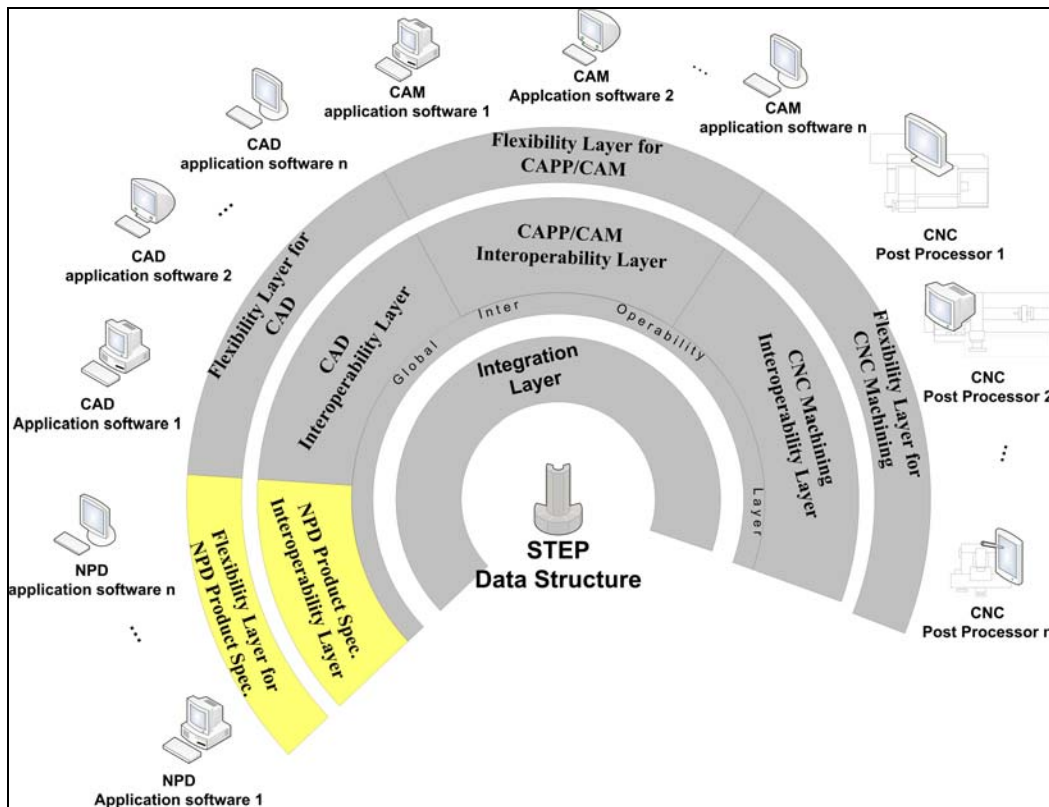 CAM
application software 1
CAM
Applcation software 2
...
CAM
application software n
CAD
application software n
...
CAD
application software 2
CAD
Application software 1
NPD
application software n
...
NPD
Application software 1
CNC
Post Processor 1
CNC
Post Processor 2
...
CNC
Post Processor n
Flexibility Layer for
CAPP/CAM
Flexibility Layer for
CAD
Flexibility Layer for
CNC Machining
Flexibility Layer for
NPD Product Spec.
CAPP/CAM
Interoperability Layer
CAD
Interoperability Layer
CNC Machining
Interoperability Layer
NPD Product Spec.
Interoperability Layer
Global Inter Operability Layer
Integration
Layer
STEP
Data Structure